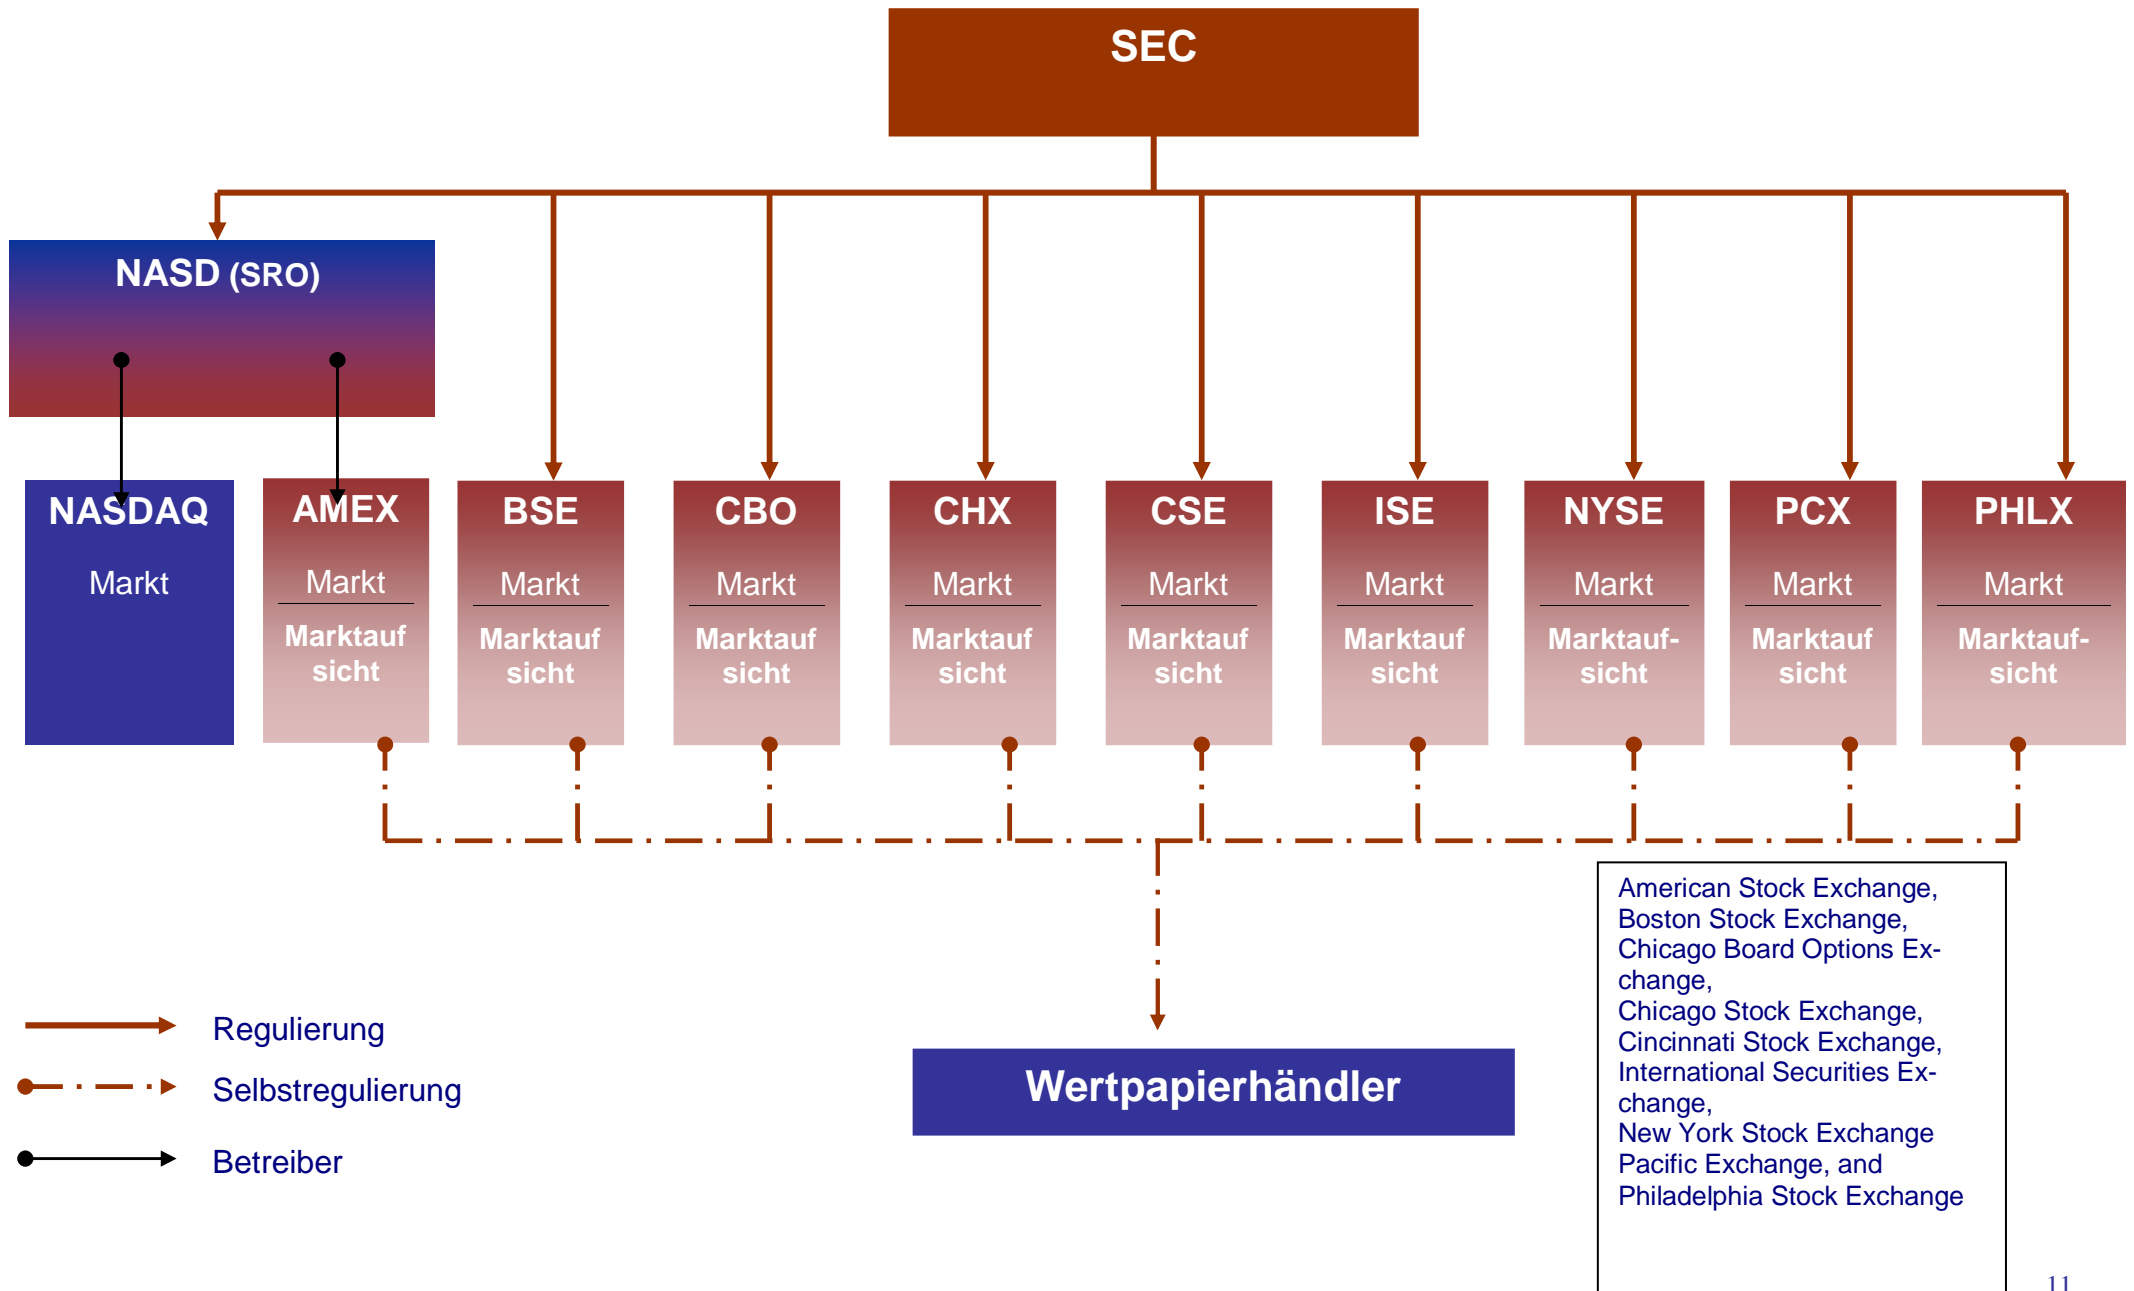 SEC
NASD (SRO)
NASDAQ
Markt
AMEX
Markt
Marktauf
sicht
BSE
Markt
Marktauf
sicht
CBO
Markt
Marktauf
sicht
CHX
Markt
Marktauf
sicht
CSE
Markt
Marktauf
sicht
ISE
Markt
Marktauf
sicht
NYSE
Markt
Marktauf-
sicht
PCX
Markt
Marktauf
sicht
PHLX
Markt
Marktauf-
sicht
Regulierung
Selbstregulierung
Betreiber
Wertpapierhändler
American Stock Exchange,
Boston Stock Exchange,
Chicago Board Options Ex-
change,
Chicago Stock Exchange,
Cincinnati Stock Exchange,
International Securities Ex-
change,
New York Stock Exchange
Pacific Exchange, and
Philadelphia Stock Exchange
11